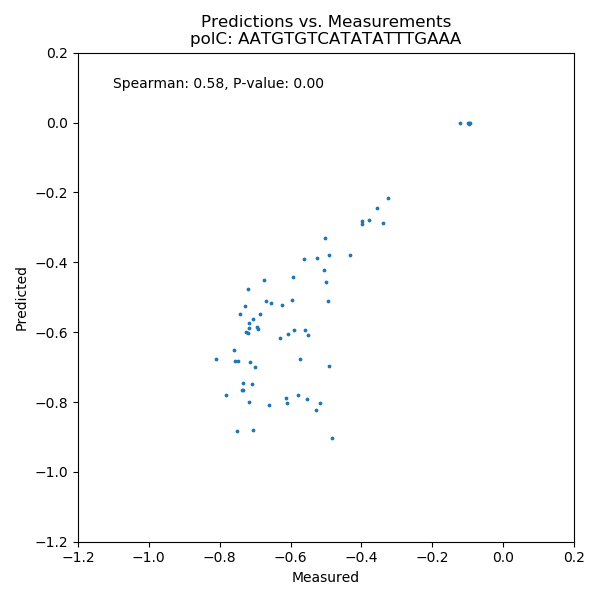 Predictions vs. Measurements
polC: AATGTGTCATATATTTGAAA
Spearman: 0.58, P-value: 0.00
0.2
0.0
−0.2
−0.4
−0.6
−0.8
−1.0
−1.2
Predicted
−1.2 −1.0 −0.8 −0.6 −0.4 −0.2 0.0 0.2
Measured